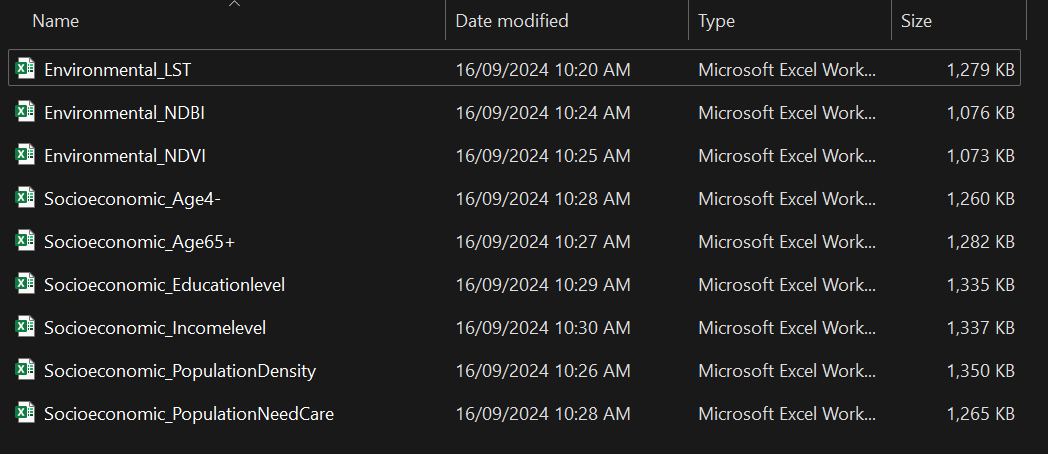 Name Date modified Type Size
Environmental_LST 16/09/2024 10:20 AM Microsoft Excel Work... 1,279 KB
Environmental_NDBI 16/09/2024 10:24 AM Microsoft Excel Work... 1,076 KB
Environmental_NDVI 16/09/2024 10:25 AM Microsoft Excel Work... 1,073 KB
Socioeconomic_Age4- 16/09/2024 10:28 AM Microsoft Excel Work... 1,260 KB
Socioeconomic_Age65+ 16/09/2024 10:27 AM Microsoft Excel Work... 1,282 KB
Socioeconomic_Educationlevel 16/09/2024 10:29 AM Microsoft Excel Work... 1,335 KB
Socioeconomic_Incomelevel 16/09/2024 10:30 AM Microsoft Excel Work... 1,337 KB
Socioeconomic_PopulationDensity 16/09/2024 10:26 AM Microsoft Excel Work... 1,350 KB
Socioeconomic_PopulationNeedCare 16/09/2024 10:28 AM Microsoft Excel Work... 1,265 KB